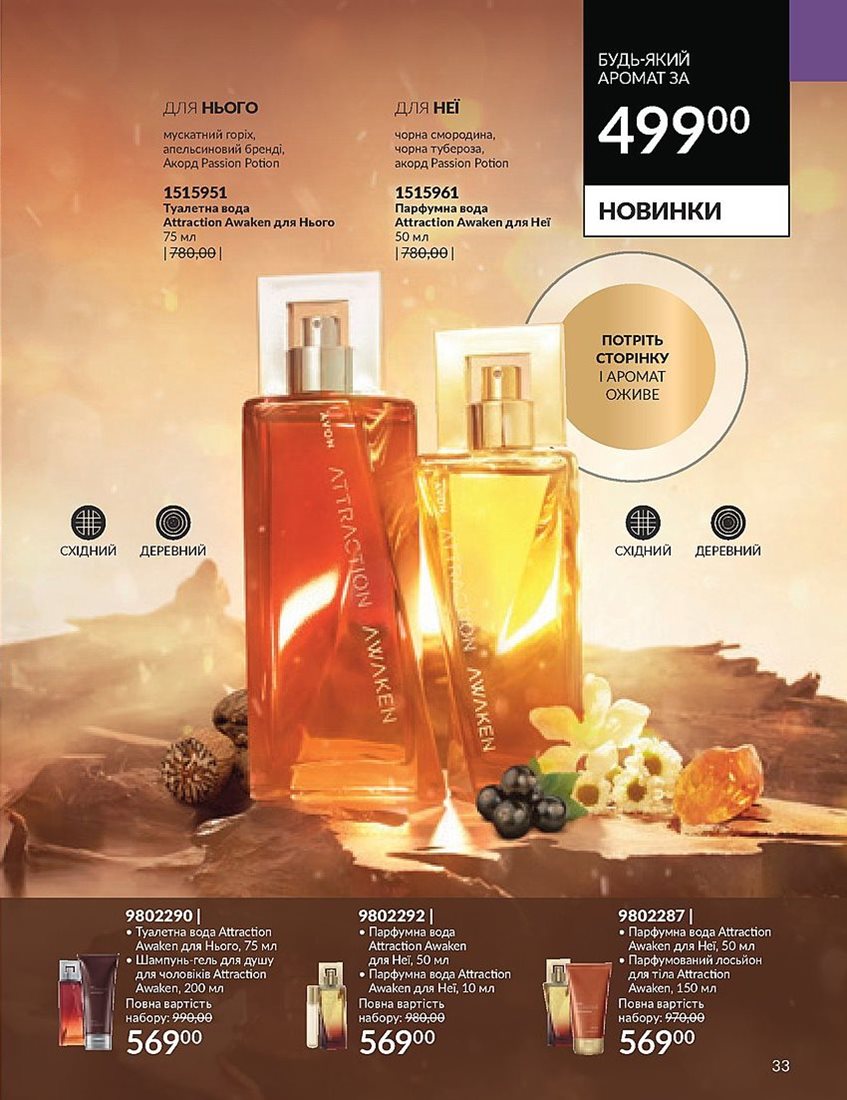 БУДЬ-ЯКИЙ
АРОМАТ ЗА
499⁰⁰
НОВИНКИ
ДЛЯ НЬОГО
мускатний горіх,
апельсиновий бренді,
Акорд Passion Potion
1515951
Туалетна вода
Attraction Awaken для Нього
75 мл
| 780,00 |
ДЛЯ НЕЇ
чорна смородина,
чорна тубероза,
акорд Passion Potion
1515961
Парфумна вода
Attraction Awaken для Неї
50 мл
| 780,00 |
ПОТРІТЬ
СТОРІНКУ
І АРОМАТ
ОЖИВЕ
AVON
ATTRACTION AWAKEN
AVON
ATTRACTION AWAKEN
СХІДНИЙ
ДЕРЕВНИЙ
СХІДНИЙ
ДЕРЕВНИЙ
9802290 |
• Туалетна вода Attraction
Awaken для Нього, 75 мл
• Шампунь-гель для душу
для чоловіків Attraction
Awaken, 200 мл
Повна вартість
набору: 990,00
569⁰⁰
9802292 |
• Парфумна вода
Attraction Awaken
для Неї, 50 мл
• Парфумна вода Attraction
Awaken для Неї, 10 мл
Повна вартість
набору: 980,00
569⁰⁰
9802287 |
• Парфумна вода Attraction
Awaken для Неї, 50 мл
• Парфумований лосьйон
для тіла Attraction
Awaken, 150 мл
Повна вартість
набору: 970,00
569⁰⁰
33